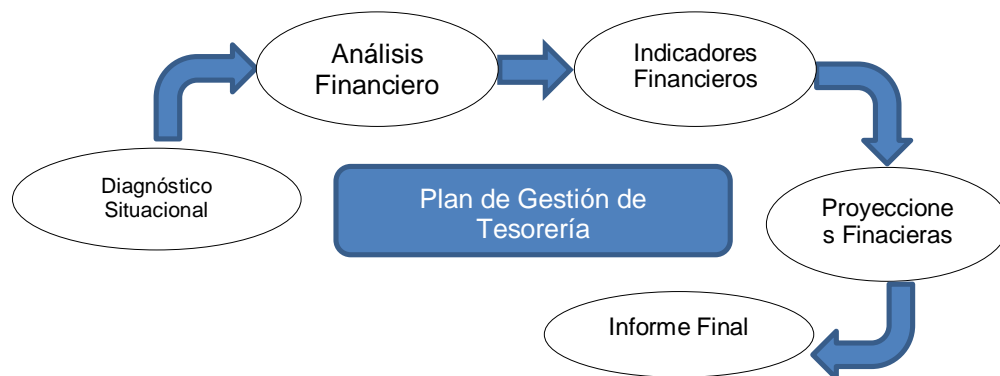 Análisis
Financiero
Indicadores
Financieros
Diagnóstico
Situacional
Plan de Gestión de
Tesorería
Proyeccione
s Finacieras
Informe Final